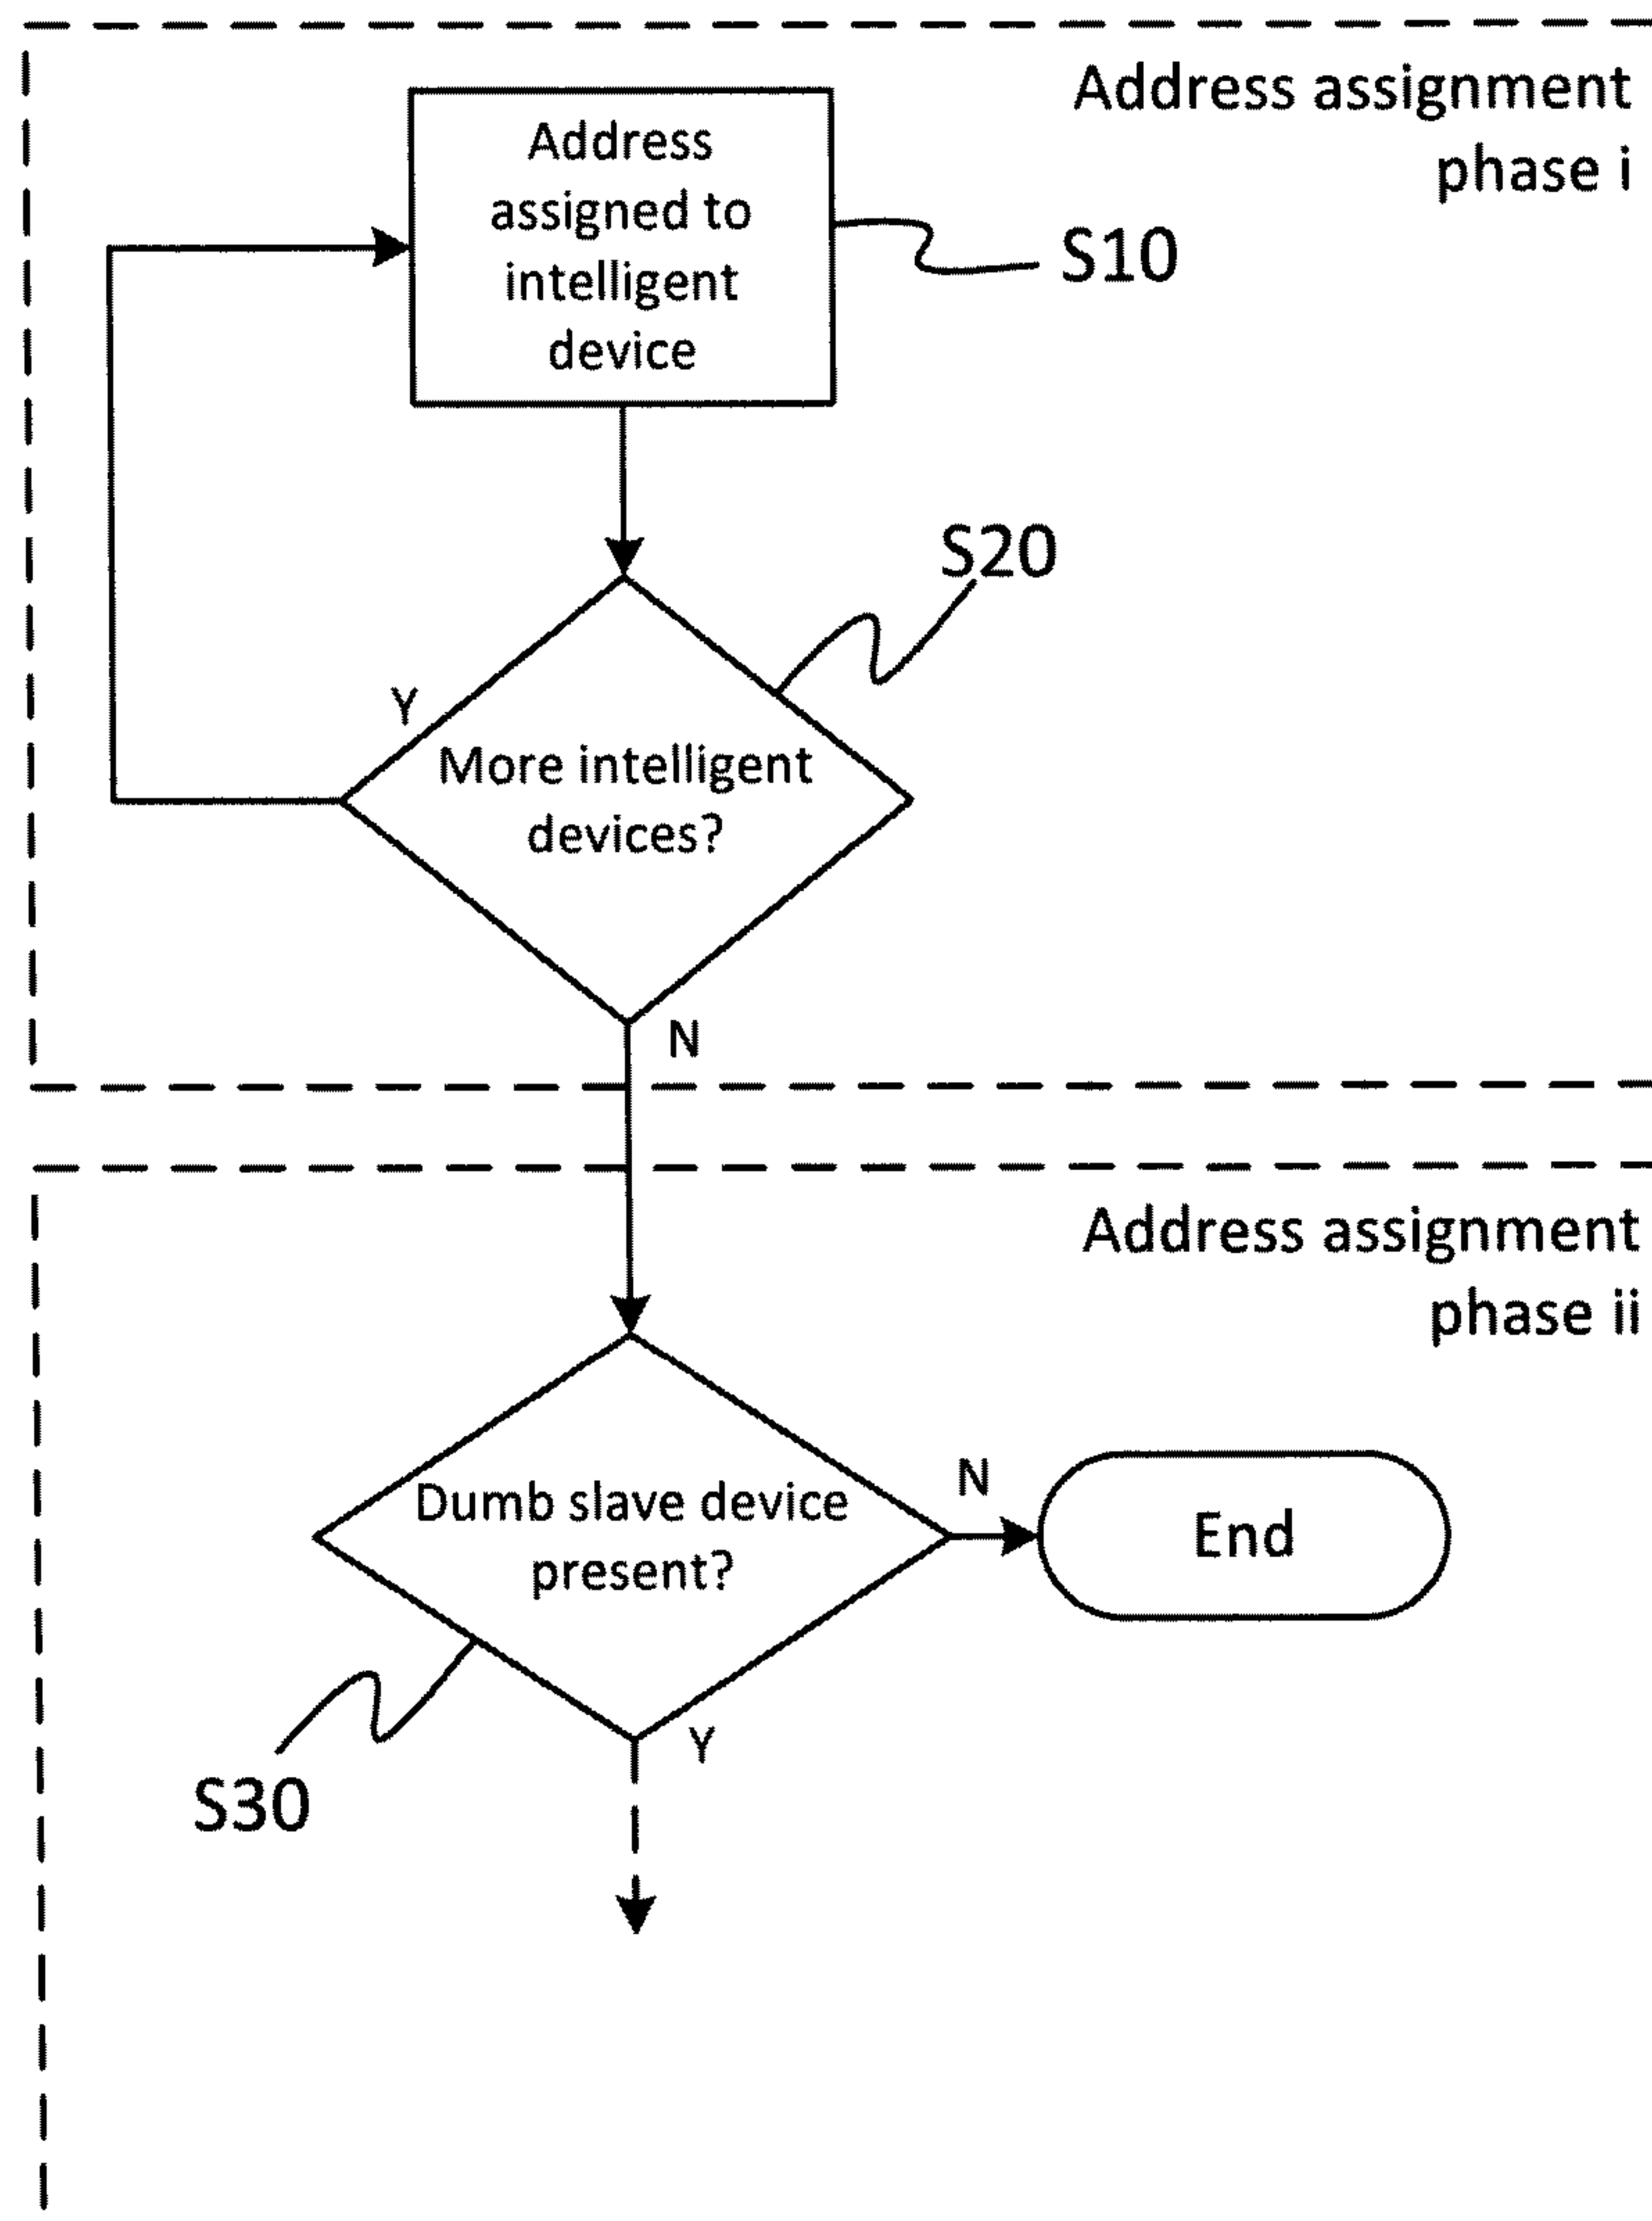 Address assignment
phase i
Address
assigned to
intelligent
device
S10
S20
Y
More intelligent
devices?
N
Address assignment
phase ii
Dumb slave device
present?
N
End
Y
S30